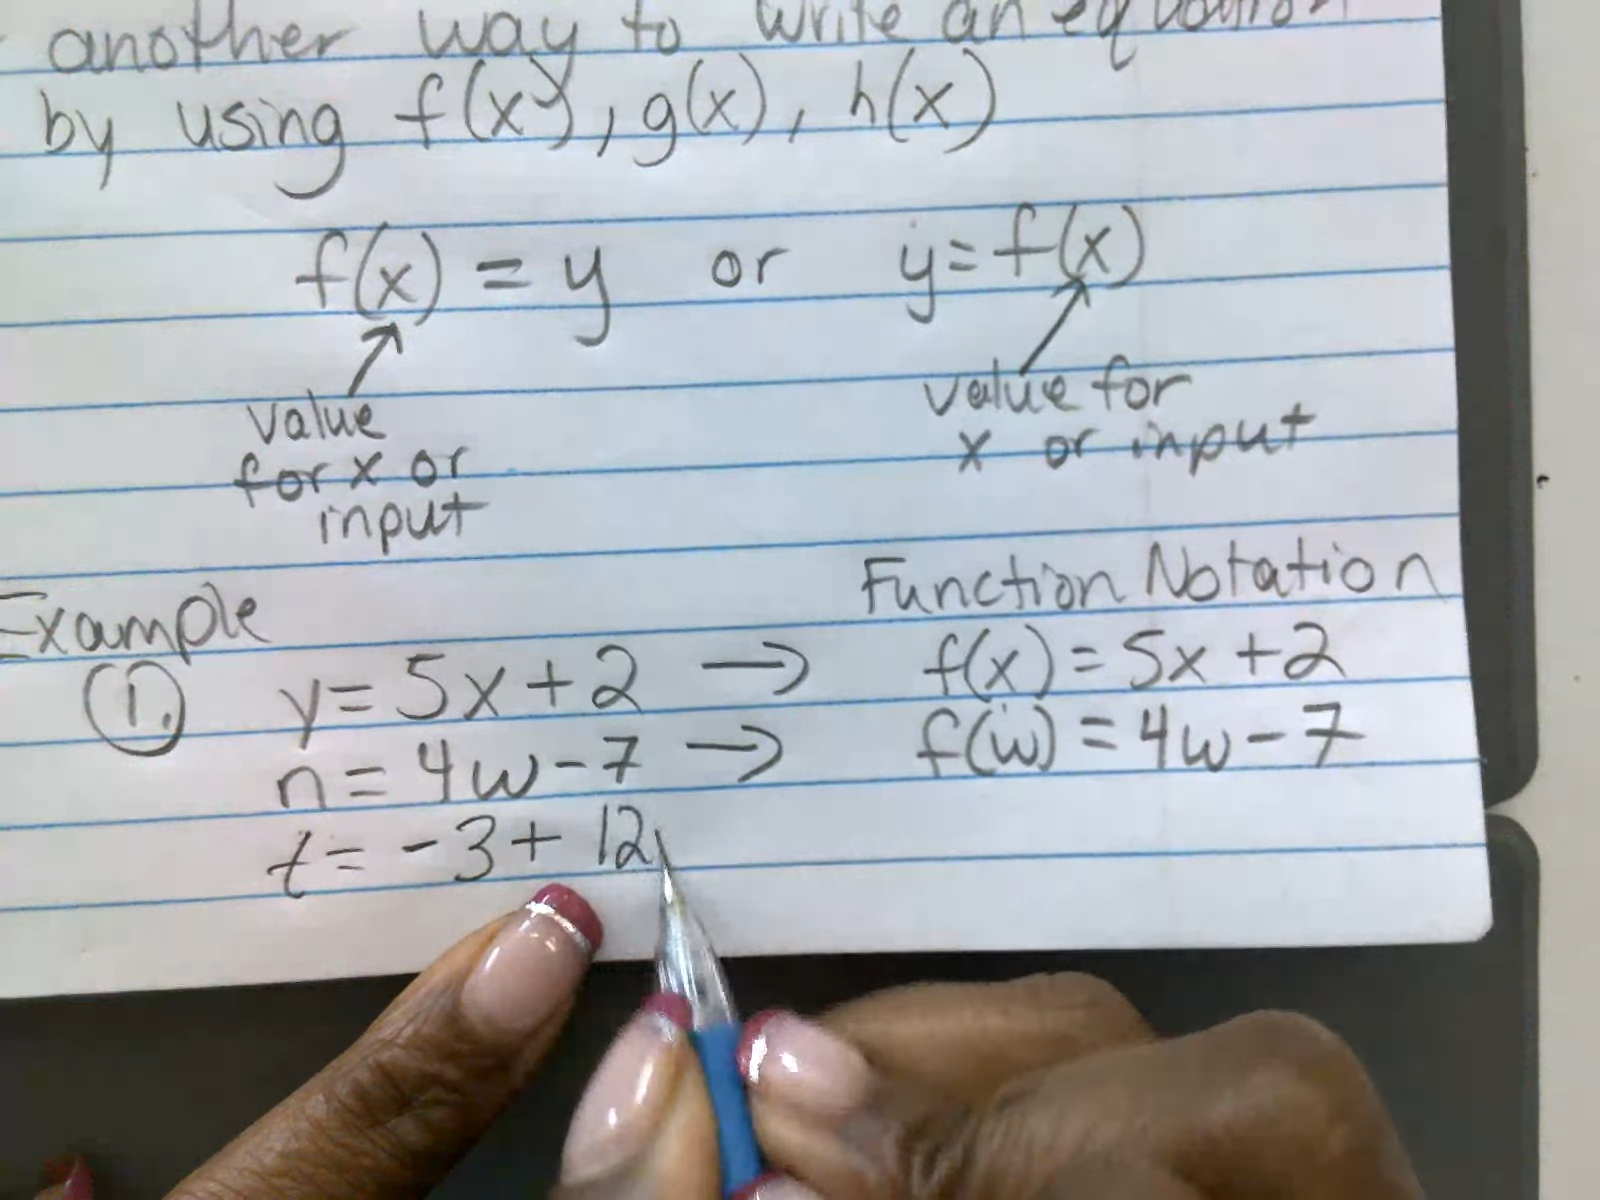 another way to write an equation
by using f(x), g(x), h(x)
f(x) = y or y = f(x)
value for x or input
value for x or input
Example
Function Notation
1. y = 5x + 2 → f(x) = 5x + 2
n = 4w - 7 → f(w) = 4w - 7
t = -3 + 12